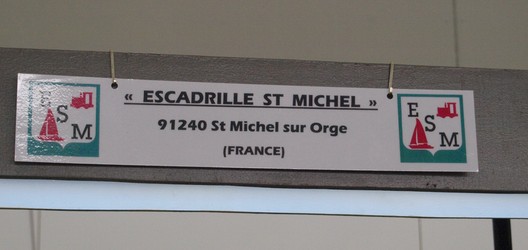 « ESCADRILLE ST MICHEL »
91240 St Michel sur Orge
(FRANCE)
E
S
M
S
M